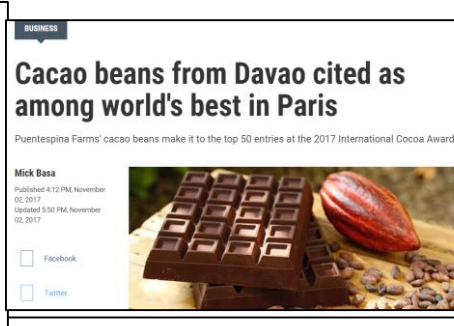 BUSINESS
Cacao beans from Davao cited as
among world's best in Paris
Puentespina Farms' cacao beans make it to the top 50 entries at the 2017 International Cocoa Award
Mick Basa
Published 4:12 PM, November
02, 2017
Updated 5:50 PM, November
02, 2017
Facebook
Twitter